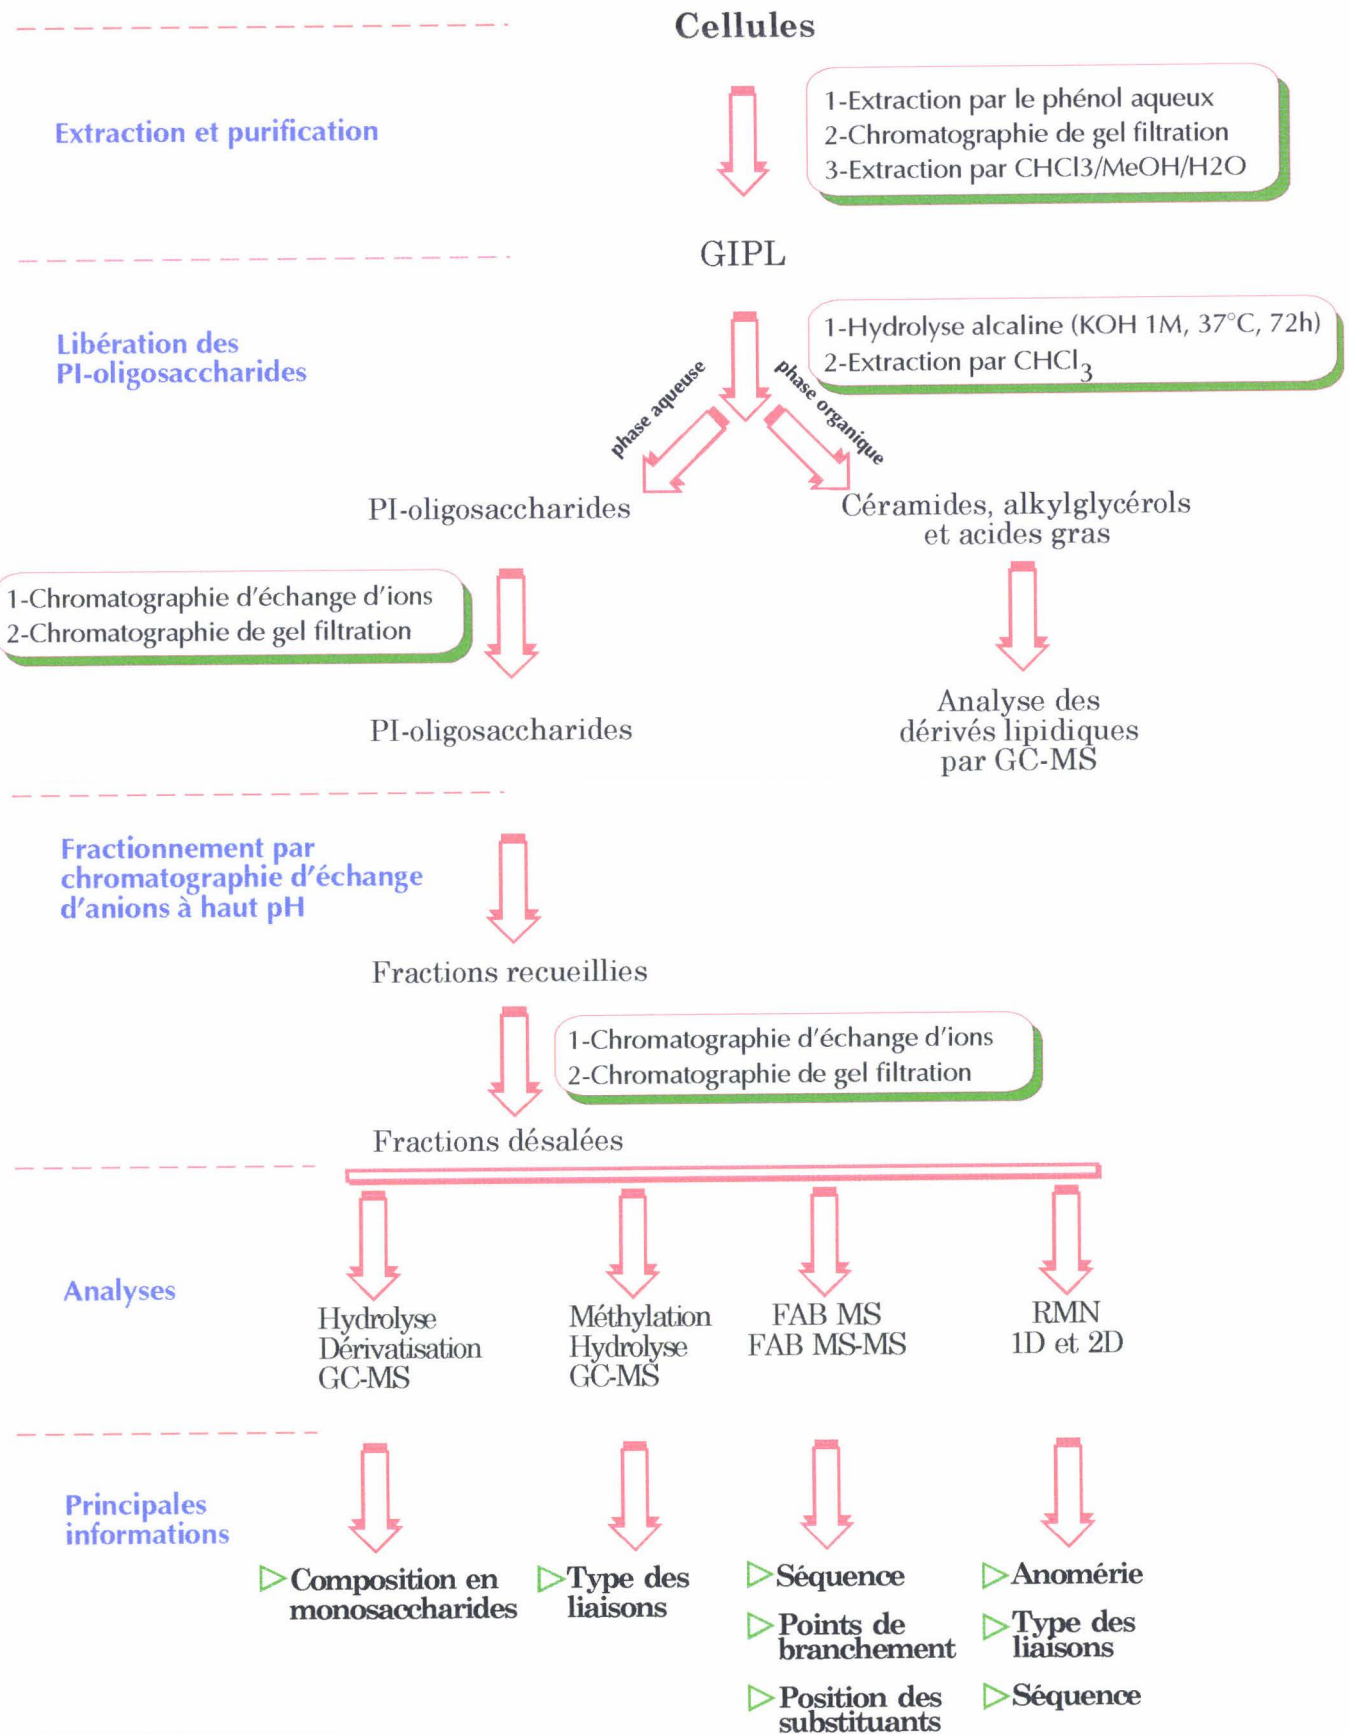 Cellules
Extraction et purification
1-Extraction par le phénol aqueux
2-Chromatographie de gel filtration
3-Extraction par CHCl3/MeOH/H2O
GIPL
Libération des
PI-oligosaccharides
1-Hydrolyse alcaline (KOH 1M, 37°C, 72h)
2-Extraction par CHCl3
phase aqueuse
phase organique
PI-oligosaccharides
Céramides, alkylglycérols
et acides gras
1-Chromatographie d'échange d'ions
2-Chromatographie de gel filtration
PI-oligosaccharides
Analyse des
dérivés lipidiques
par GC-MS
Fractionnement par
chromatographie d'échange
d'anions à haut pH
Fractions recueillies
1-Chromatographie d'échange d'ions
2-Chromatographie de gel filtration
Fractions désalées
Analyses
Hydrolyse
Dérivatisation
GC-MS
Méthylation
Hydrolyse
GC-MS
FAB MS
FAB MS-MS
RMN
1D et 2D
Principales
informations
Composition en
monosaccharides
Type des
liaisons
Séquence
Points de
branchement
Position des
substituants
Anomérie
Type des
liaisons
Séquence